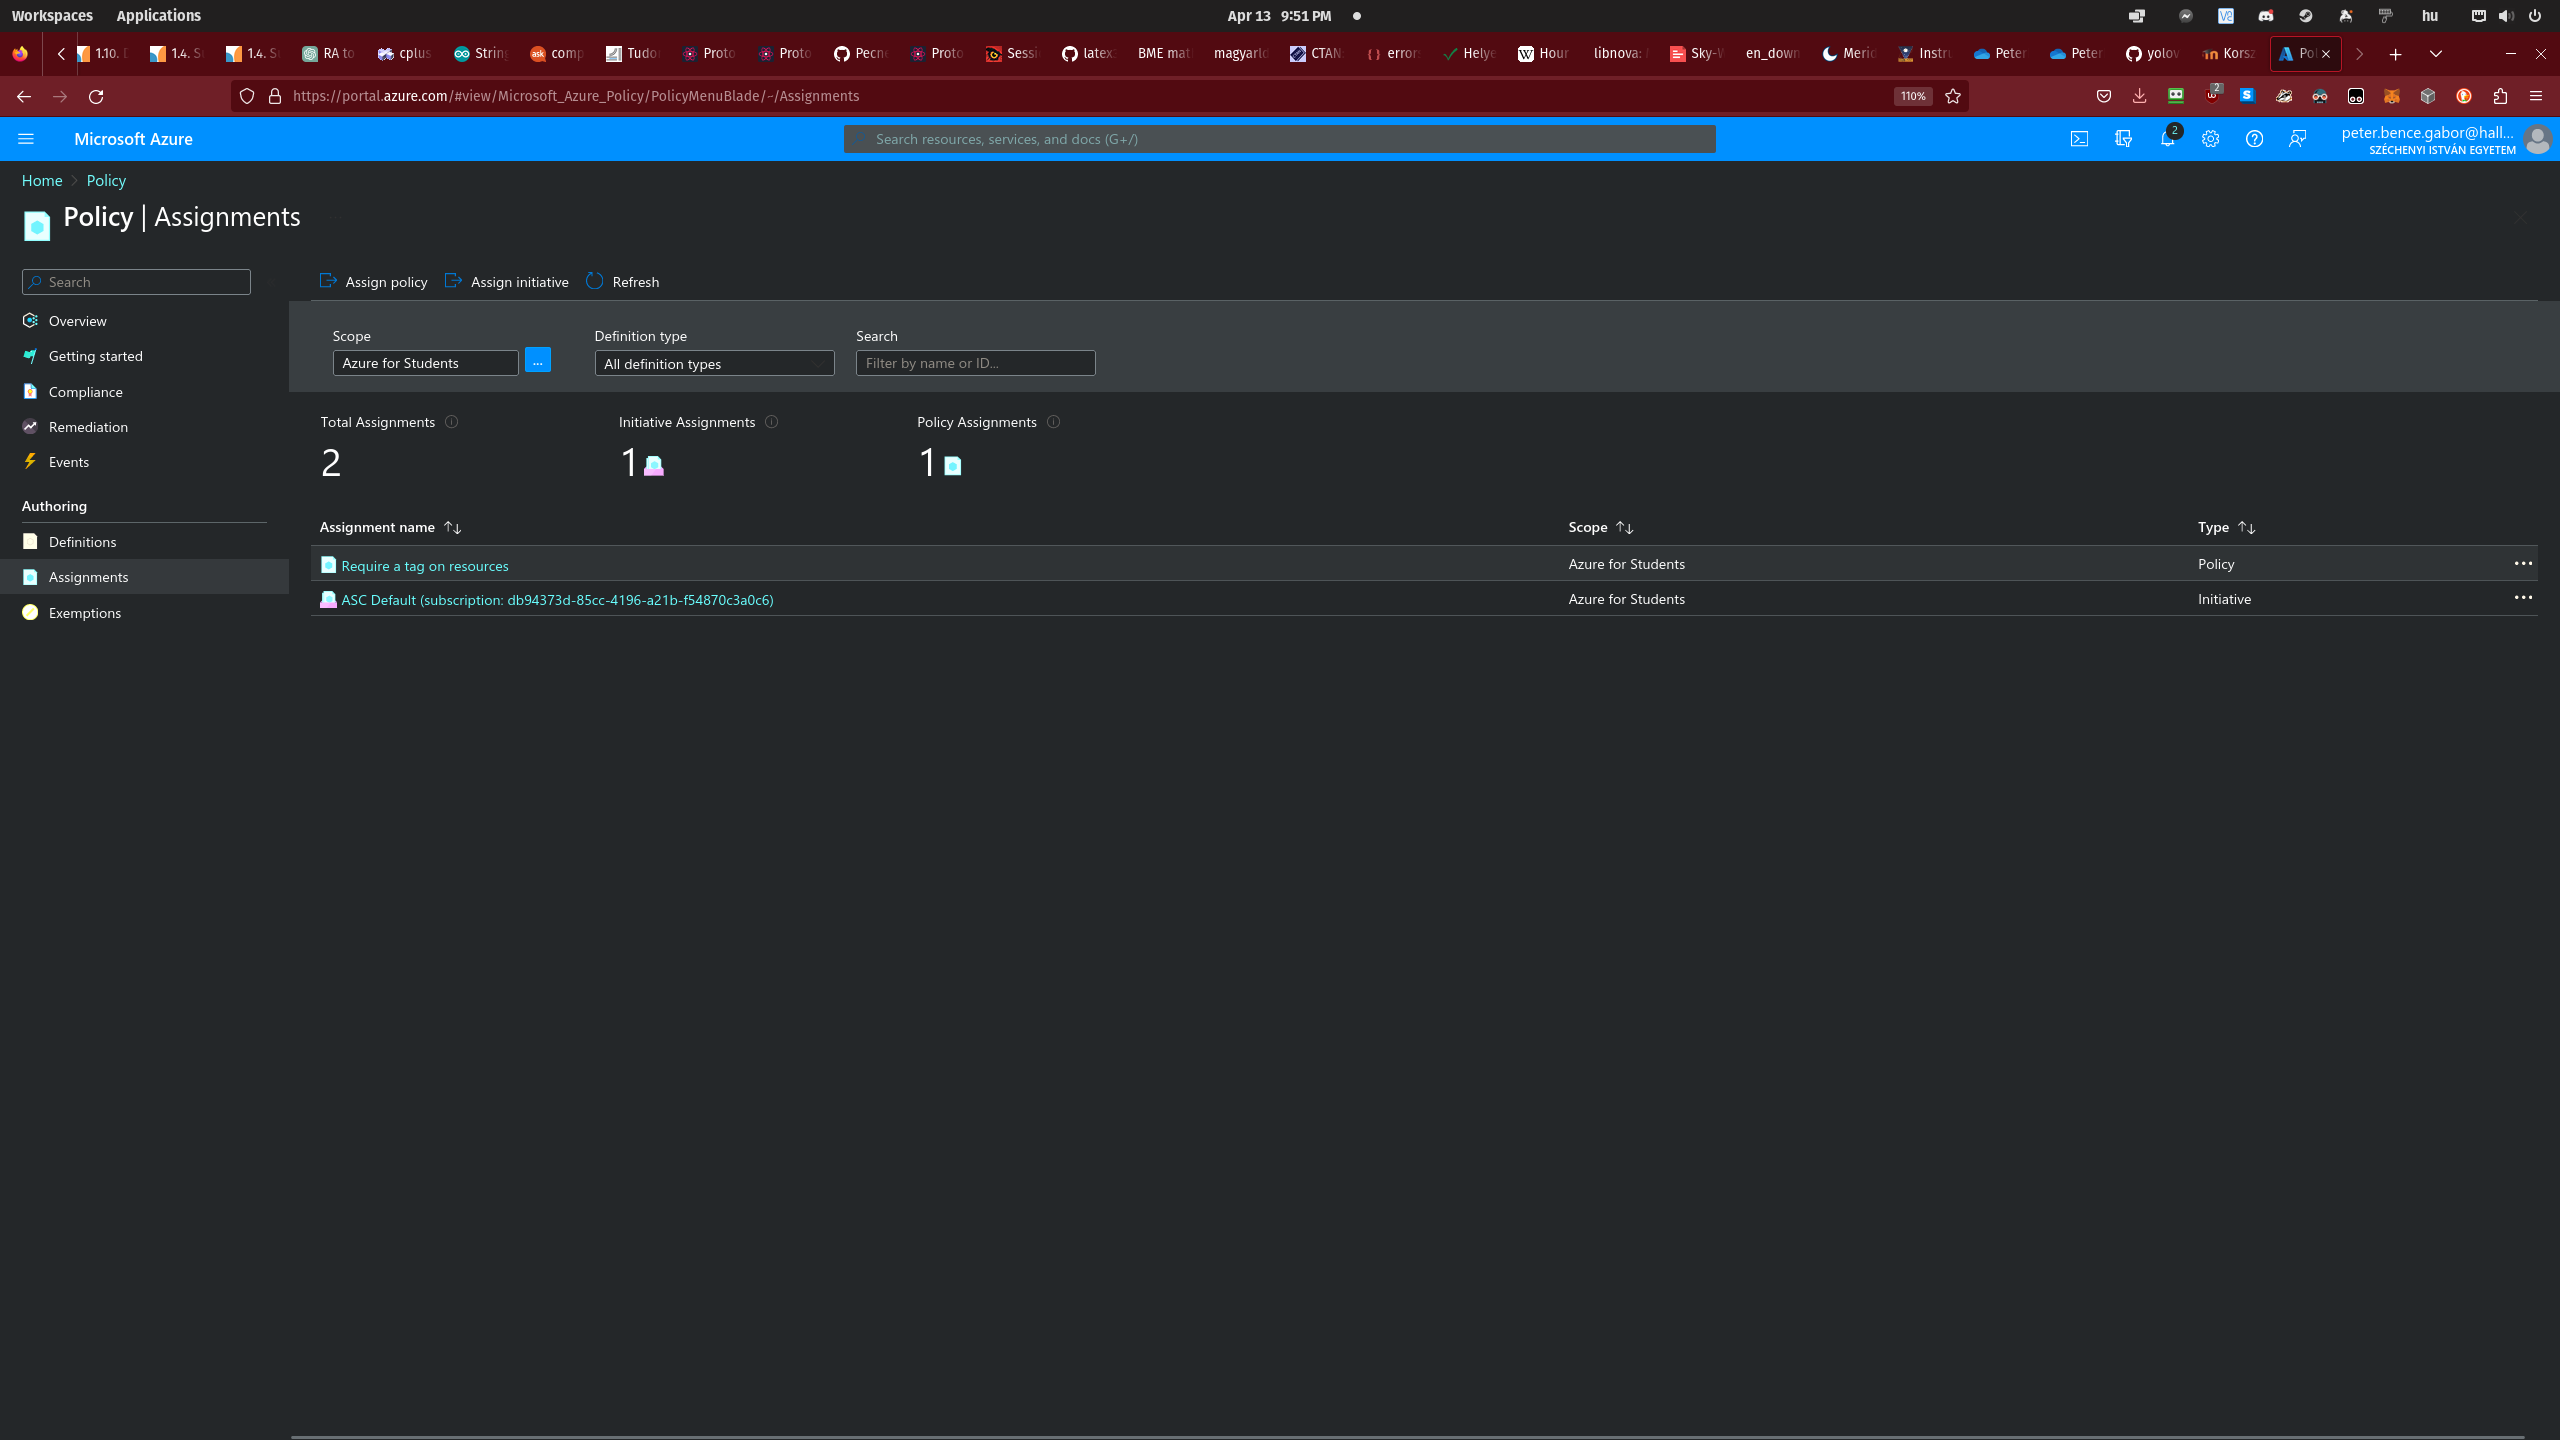 Workspaces Applications Apr 13 9:51 PM hu
1.10. 1.4. S 1.4. S RA to cplus String comp Tudo Proto Proto Pecne Proto Sessi latex BME mat magyarld CTAN error Helye Hour libnova: Sky-W en_down Merid Instru Peter Peter yolov Korsz Pol
https://portal.azure.com/#view/Microsoft_Azure_Policy/PolicyMenuBlade/~/Assignments 110% 2
Microsoft Azure Search resources, services, and docs (G+/) 2 peter.bence.gabor@hall...
SZÉCHENYI ISTVÁN EGYETEM
Home Policy
Policy | Assignments
Search Assign policy Assign initiative Refresh
Overview
Getting started
Compliance
Remediation
Events
Authoring
Definitions
Assignments
Exemptions
Scope Definition type Search
Azure for Students ... All definition types Filter by name or ID...
Total Assignments Initiative Assignments Policy Assignments
2 1 1
Assignment name Scope Type
Require a tag on resources Azure for Students Policy
ASC Default (subscription: db94373d-85cc-4196-a21b-f54870c3a0c6) Azure for Students Initiative